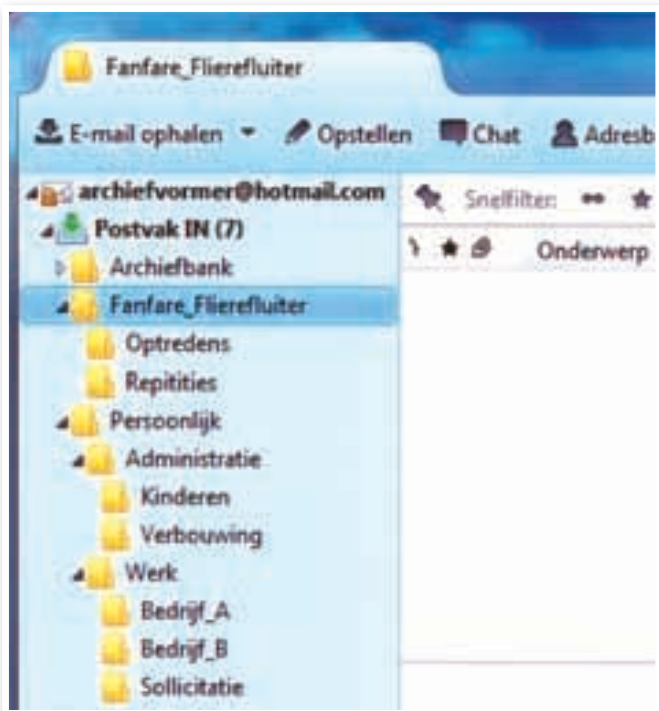 Fanfare_Flierefluiter
E-mail ophalen Opstellen Chat Adresb
archiefvormer@hotmail.com
Snelfilter:
Postvak IN (7)
Onderwerp
Archiefbank
Fanfare_Flierefluiter
Optredens
Repitities
Persoonlijk
Administratie
Kinderen
Verbouwing
Werk
Bedrijf_A
Bedrijf_B
Sollicitatie